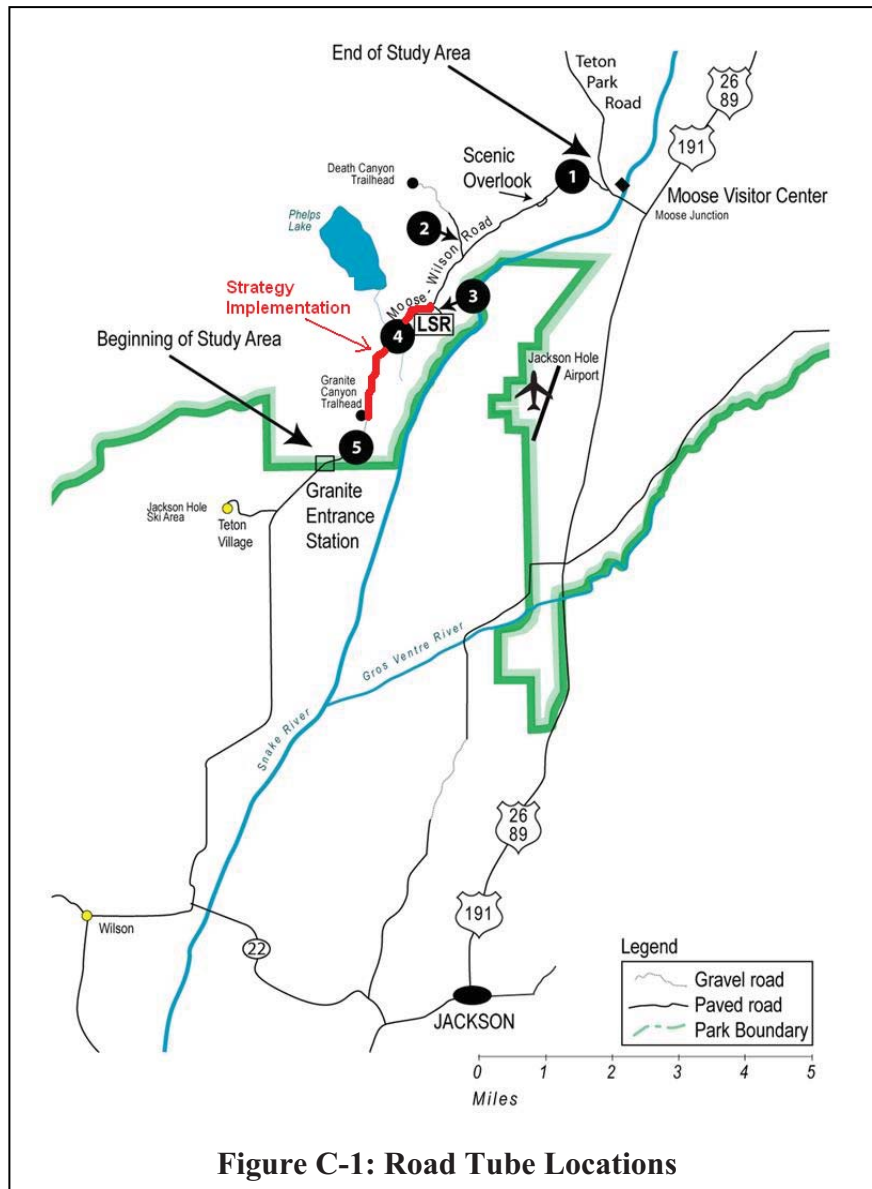 End of Study Area
Teton
Park
Road
26
89
191
Scenic
Overlook
1
Death Canyon
Trailhead
Moose Visitor Center
Moose Junction
Phelps
Lake
2
Moose - Wilson Road
3
Strategy
Implementation
LSR
4
Beginning of Study Area
Jackson Hole
Airport
Granite
Canyon
Trailhead
5
Granite
Entrance
Station
Jackson Hole
Ski Area
Teton
Village
Gros Ventre River
Snake River
26
89
191
Wilson
22
JACKSON
Legend
Gravel road
Paved road
Park Boundary
0 1 2 3 4 5
Miles
Figure C-1: Road Tube Locations